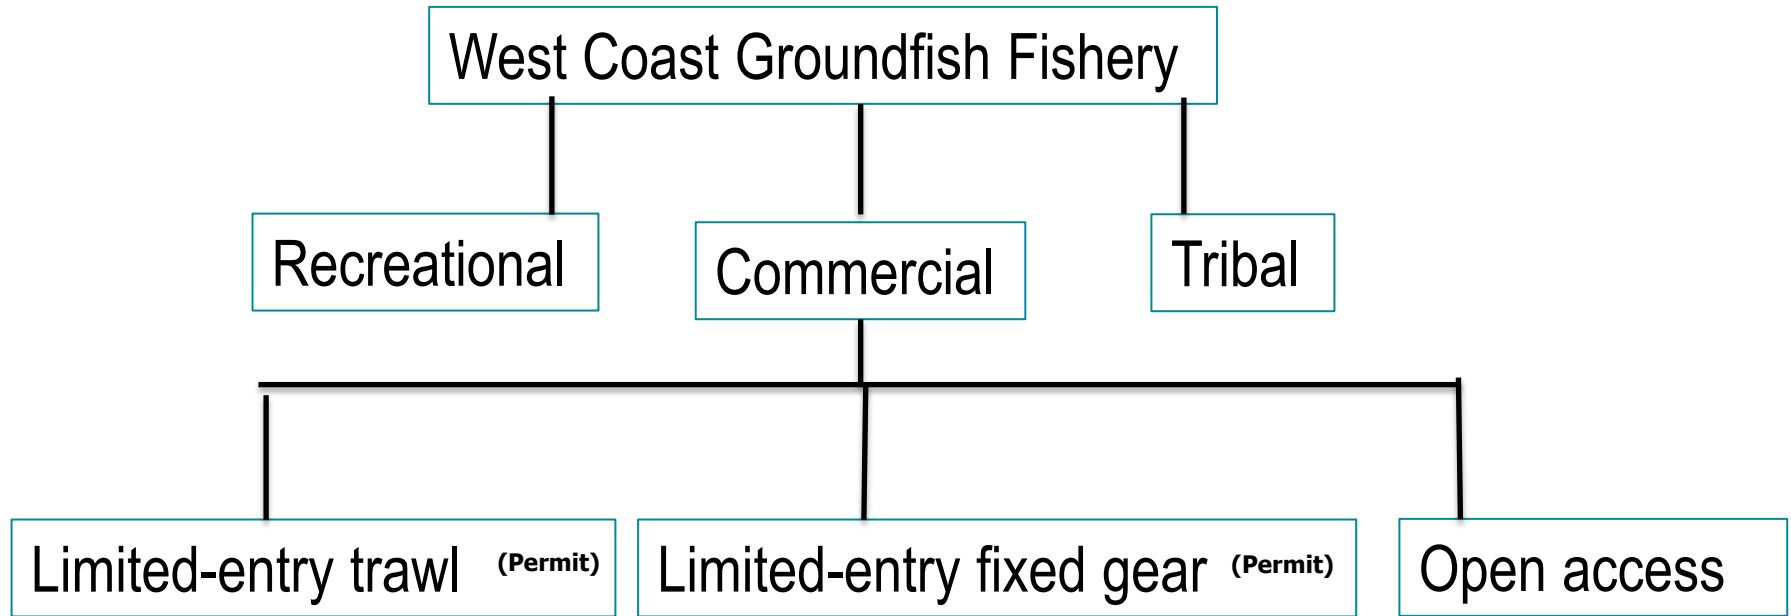 West Coast Groundfish Fishery
Recreational
Commercial
Tribal
Limited-entry trawl (Permit)
Limited-entry fixed gear (Permit)
Open access